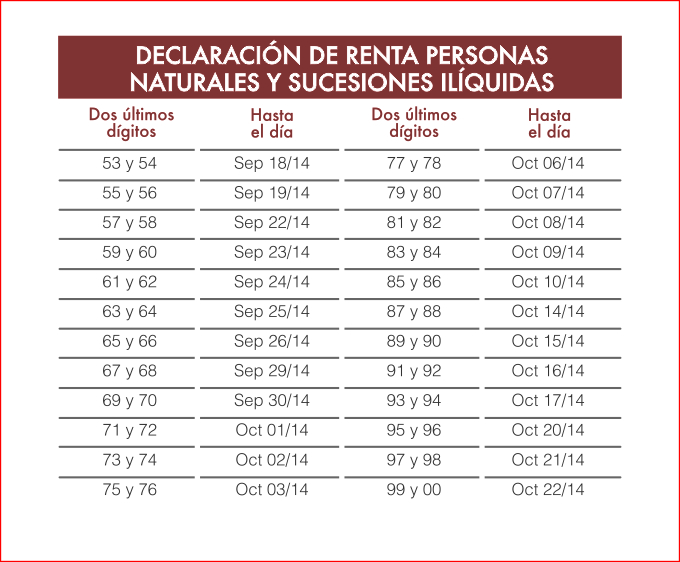 DECLARACIÓN DE RENTA PERSONAS
NATURALES Y SUCESIONES ILÍQUIDAS
Dos últimos dígitos Hasta el día Dos últimos dígitos Hasta el día
53 y 54 Sep 18/14 77 y 78 Oct 06/14
55 y 56 Sep 19/14 79 y 80 Oct 07/14
57 y 58 Sep 22/14 81 y 82 Oct 08/14
59 y 60 Sep 23/14 83 y 84 Oct 09/14
61 y 62 Sep 24/14 85 y 86 Oct 10/14
63 y 64 Sep 25/14 87 y 88 Oct 14/14
65 y 66 Sep 26/14 89 y 90 Oct 15/14
67 y 68 Sep 29/14 91 y 92 Oct 16/14
69 y 70 Sep 30/14 93 y 94 Oct 17/14
71 y 72 Oct 01/14 95 y 96 Oct 20/14
73 y 74 Oct 02/14 97 y 98 Oct 21/14
75 y 76 Oct 03/14 99 y 00 Oct 22/14